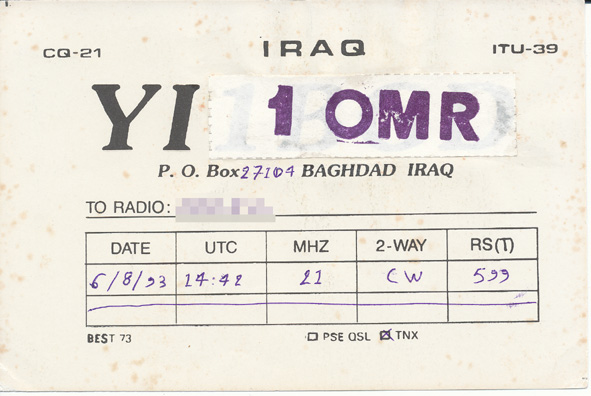 CQ-21 IRAQ ITU-39
YI 1 OMR
P. O. Box 27104 BAGHDAD IRAQ
TO RADIO:
DATE UTC MHZ 2-WAY RS(T)
6/8/93 14:42 21 CW 599
BEST 73 ☐ PSE QSL ☒ TNX